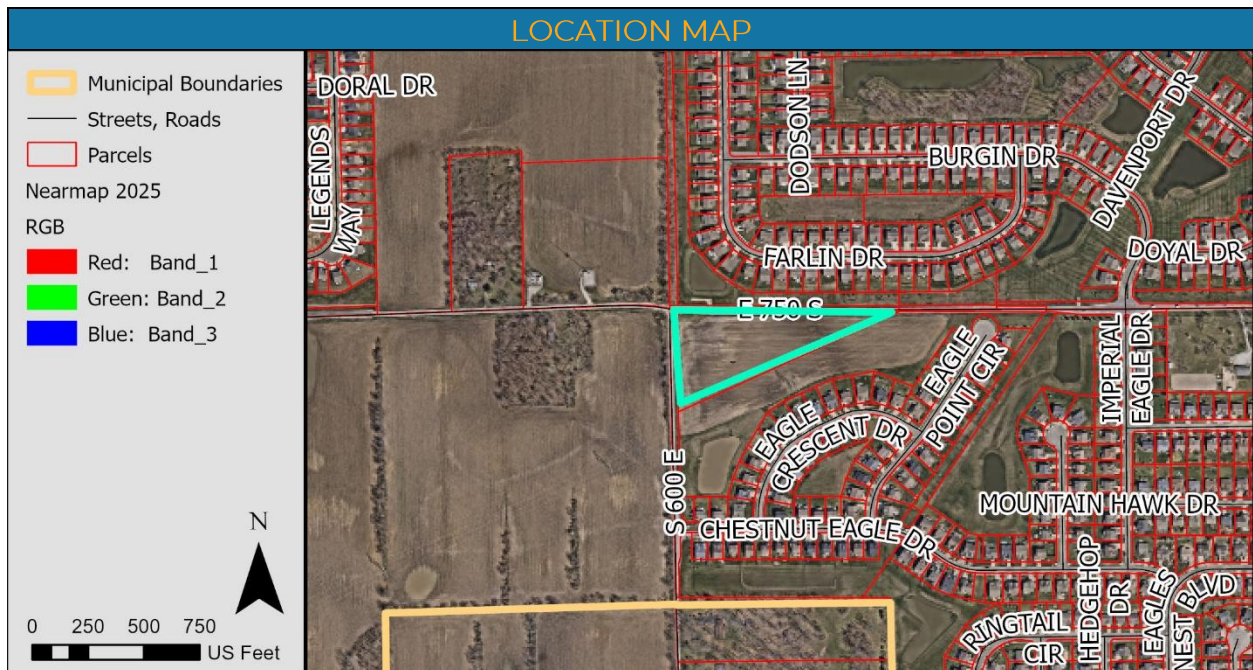 LOCATION MAP
Municipal Boundaries
Streets, Roads
Parcels
Nearmap 2025
RGB
Red: Band_1
Green: Band_2
Blue: Band_3
N
0 250 500 750
US Feet
DORAL DR
LEGENDS
WAY
DODSON LN
BURGIN DR
DAVENPORT DR
FARLIN DR
DOYAL DR
E 750 S
EAGLE
POINT CIR
IMPERIAL
EAGLE DR
EAGLE
CRESCENT DR
S 600 E
MOUNTAIN HAWK DR
CHESTNUT EAGLE DR
HEDGEHOP
DR
EAGLES
NEST BLVD
RINGTAIL
CIR